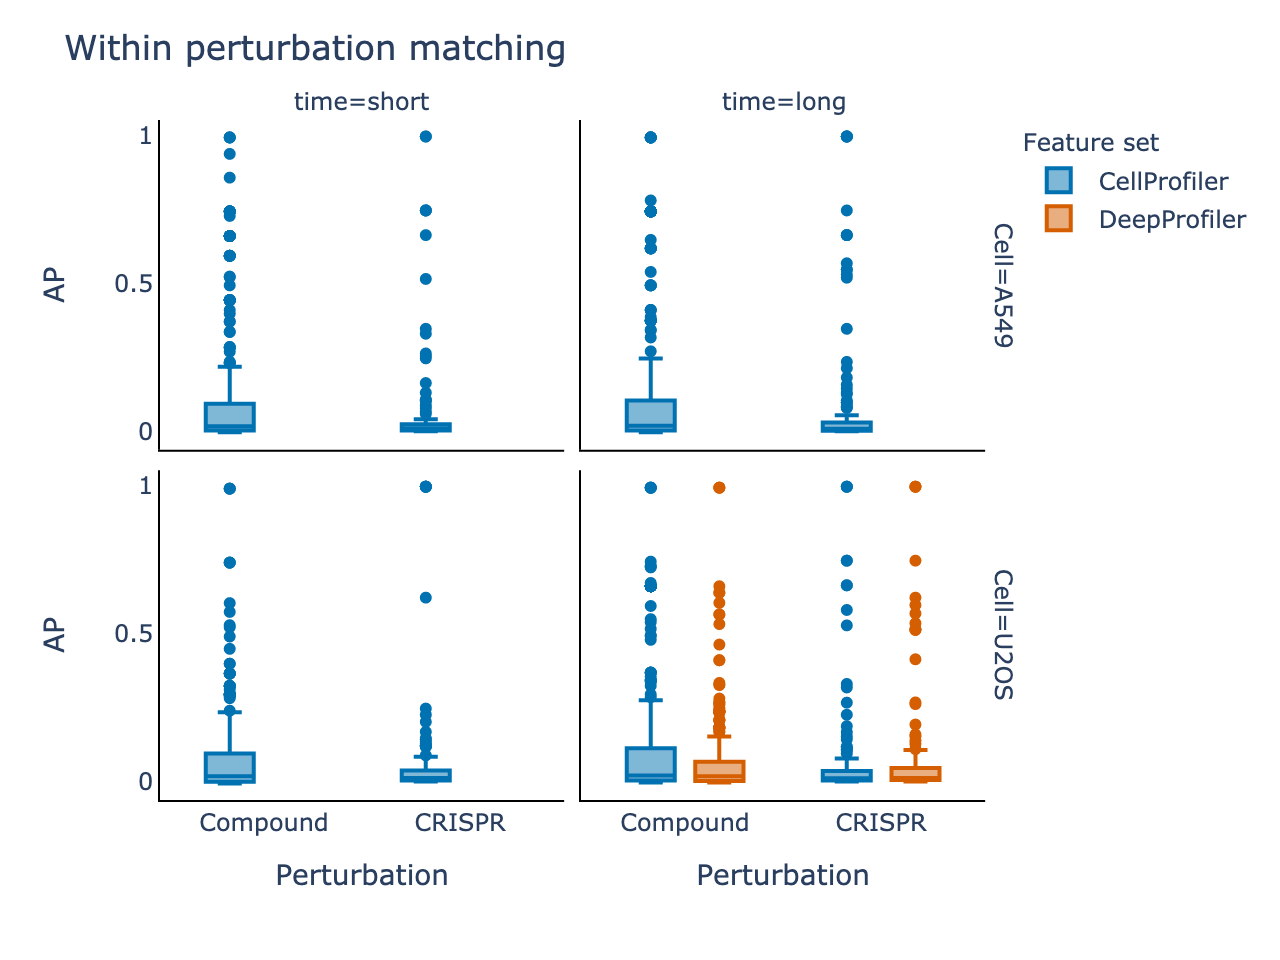 Within perturbation matching
time=short
time=long
Feature set
CellProfiler
DeepProfiler
1
0.5
0
AP
Cell=A549
1
0.5
0
AP
Cell=U2OS
Compound
CRISPR
Compound
CRISPR
Perturbation
Perturbation